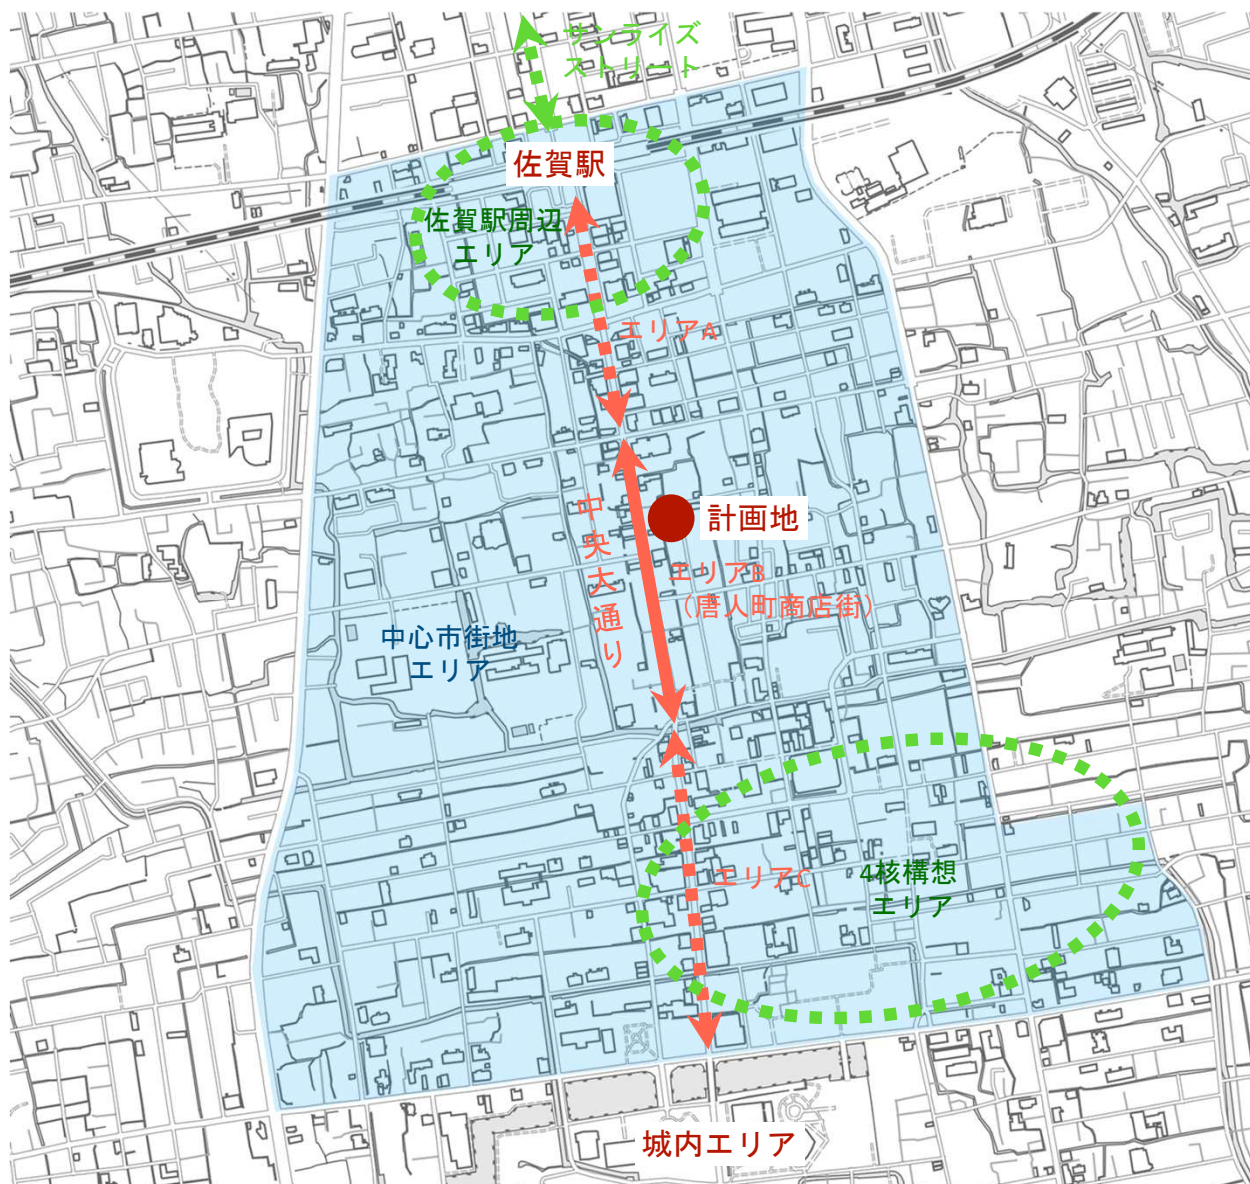 サンライズ
ストリート
佐賀駅
佐賀駅周辺
エリア
エリアA
中央大通り
計画地
エリアB
（唐人町商店街）
中心市街地
エリア
エリアC
4核構想
エリア
城内エリア